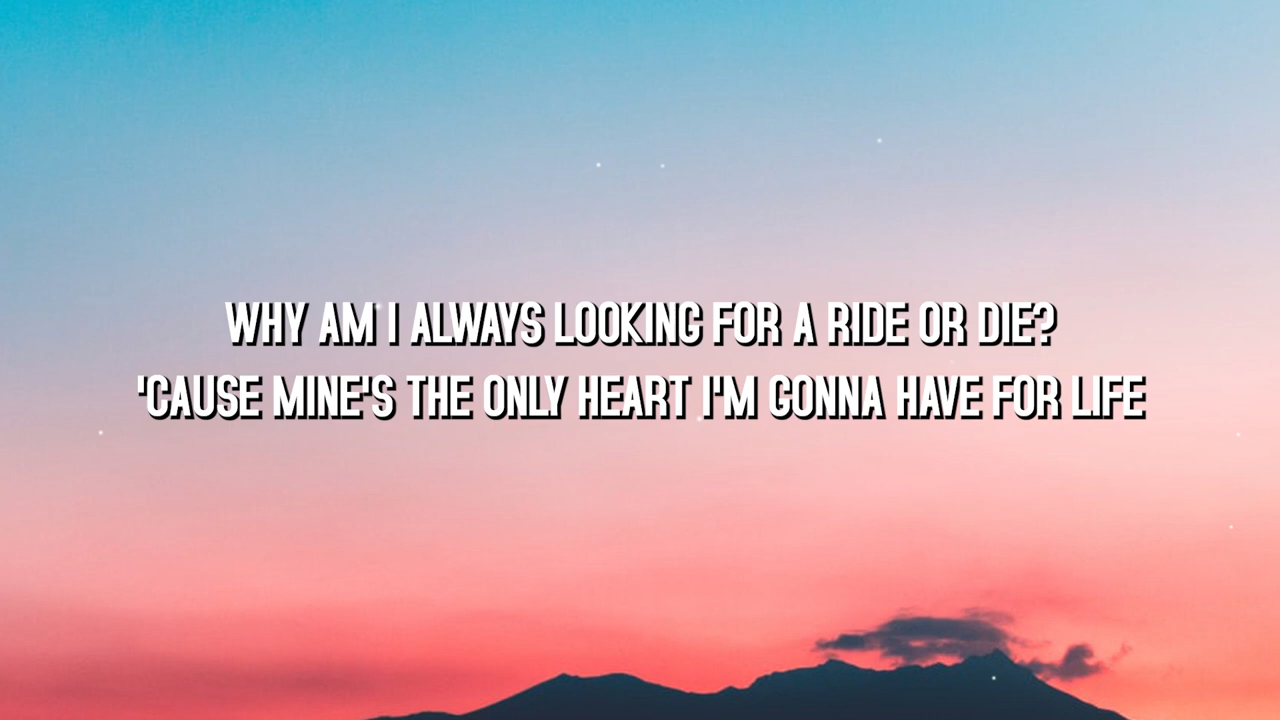 WHY AM I ALWAYS LOOKING FOR A RIDE OR DIE?
'CAUSE MINE'S THE ONLY HEART I'M GONNA HAVE FOR LIFE